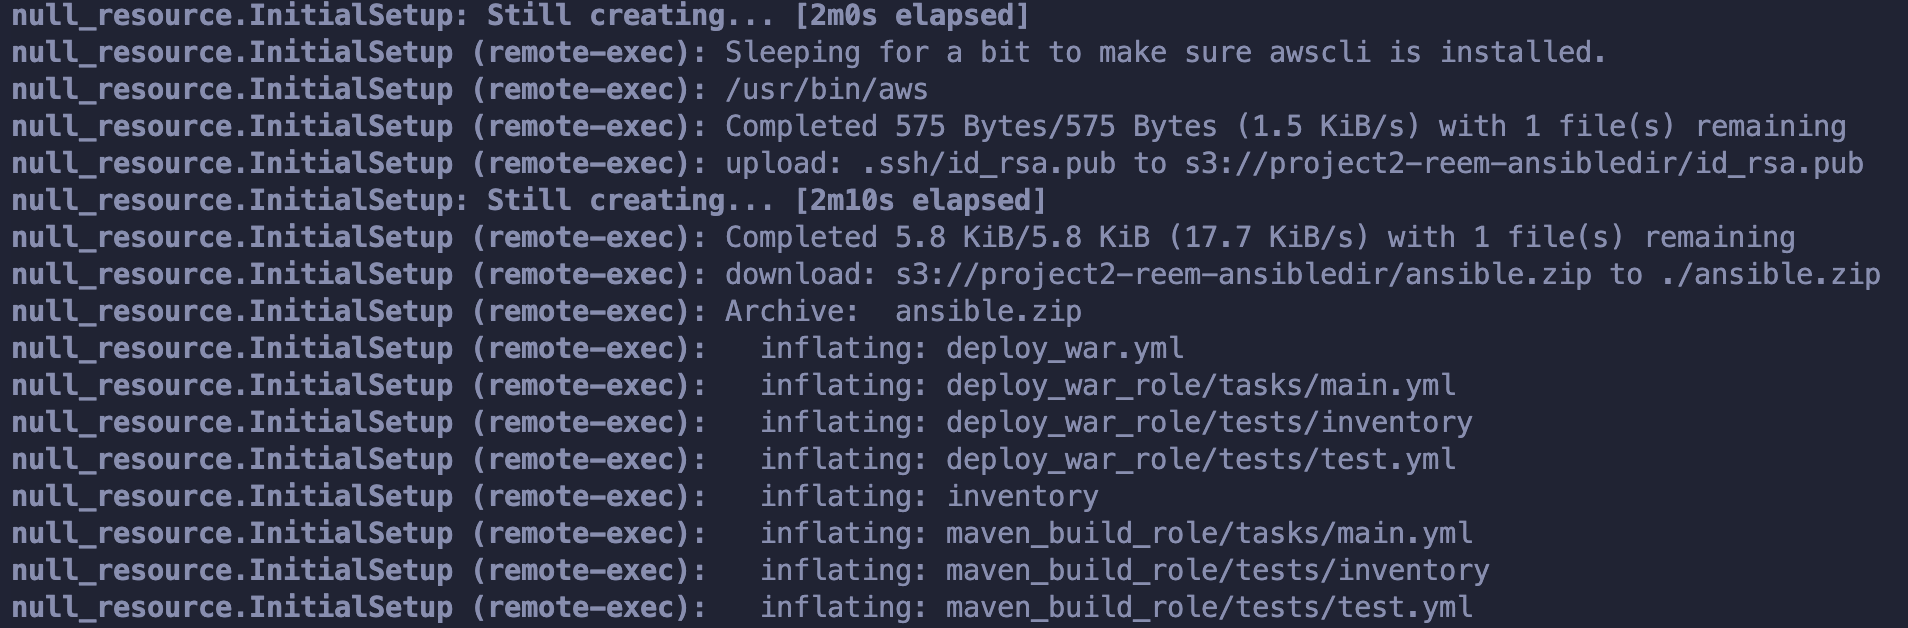 null_resource.InitialSetup: Still creating... [2m0s elapsed]
null_resource.InitialSetup (remote-exec): Sleeping for a bit to make sure awscli is installed.
null_resource.InitialSetup (remote-exec): /usr/bin/aws
null_resource.InitialSetup (remote-exec): Completed 575 Bytes/575 Bytes (1.5 KiB/s) with 1 file(s) remaining
null_resource.InitialSetup (remote-exec): upload: .ssh/id_rsa.pub to s3://project2-reem-ansibledir/id_rsa.pub
null_resource.InitialSetup: Still creating... [2m10s elapsed]
null_resource.InitialSetup (remote-exec): Completed 5.8 KiB/5.8 KiB (17.7 KiB/s) with 1 file(s) remaining
null_resource.InitialSetup (remote-exec): download: s3://project2-reem-ansibledir/ansible.zip to ./ansible.zip
null_resource.InitialSetup (remote-exec): Archive:  ansible.zip
null_resource.InitialSetup (remote-exec):   inflating: deploy_war.yml
null_resource.InitialSetup (remote-exec):   inflating: deploy_war_role/tasks/main.yml
null_resource.InitialSetup (remote-exec):   inflating: deploy_war_role/tests/inventory
null_resource.InitialSetup (remote-exec):   inflating: deploy_war_role/tests/test.yml
null_resource.InitialSetup (remote-exec):   inflating: inventory
null_resource.InitialSetup (remote-exec):   inflating: maven_build_role/tasks/main.yml
null_resource.InitialSetup (remote-exec):   inflating: maven_build_role/tests/inventory
null_resource.InitialSetup (remote-exec):   inflating: maven_build_role/tests/test.yml